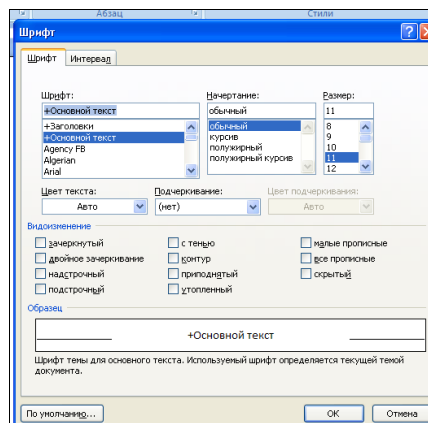 Абзац Стили
Шрифт
Шрифт Интервал
Шрифт: Начертание: Размер:
+Основной текст обычный 11
+Заголовки обычный 8
+Основной текст курсив 9
Agency FB полужирный 10
Algerian полужирный курсив 11
Arial 12
Цвет текста: Подчеркивание: Цвет подчеркивания:
Авто (нет) Авто
Видоизменение
зачеркнутый с тенью малые прописные
двойное зачеркивание контур все прописные
надстрочный приподнятый скрытый
подстрочный утопленный
Образец
+Основной текст
Шрифт темы для основного текста. Используемый шрифт определяется текущей темой
документа.
По умолчанию... ОК Отмена